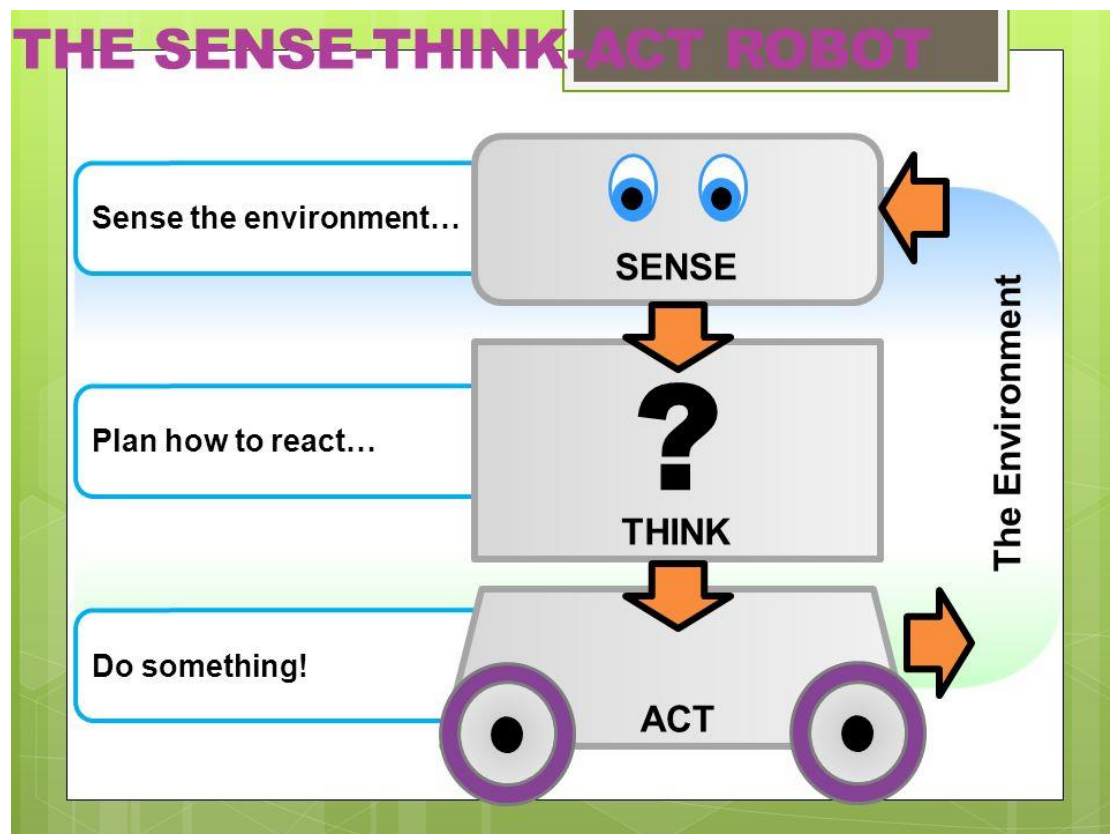 THE SENSE-THINK-ACT ROBOT
Sense the environment…
SENSE
Plan how to react…
?
THINK
Do something!
ACT
The Environment